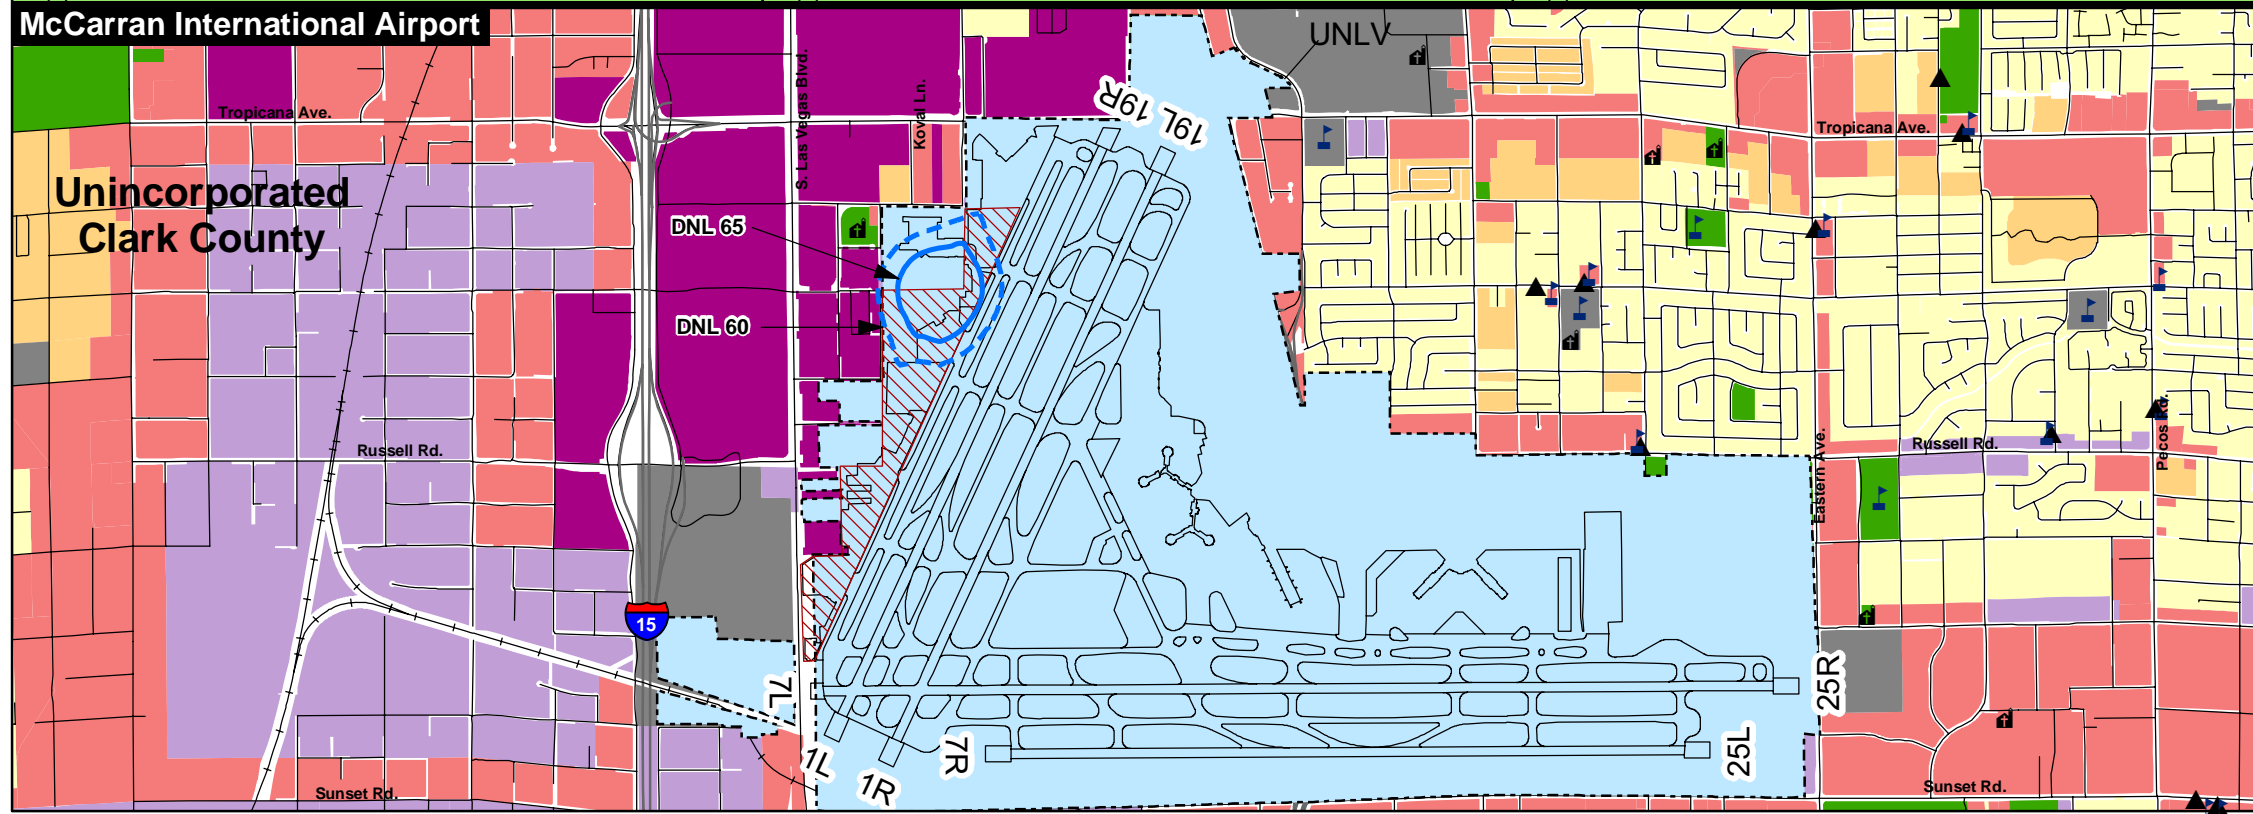 McCarran International Airport
UNLV
Tropicana Ave.
S. Las Vegas Blvd.
Koval Ln.
19R
19L
Tropicana Ave.
Unincorporated
Clark County
DNL 65
DNL 60
Russell Rd.
Eastern Ave.
Russell Rd.
Pecos Rd.
15
7L
25R
1L
1R
7R
25L
Sunset Rd.
Sunset Rd.